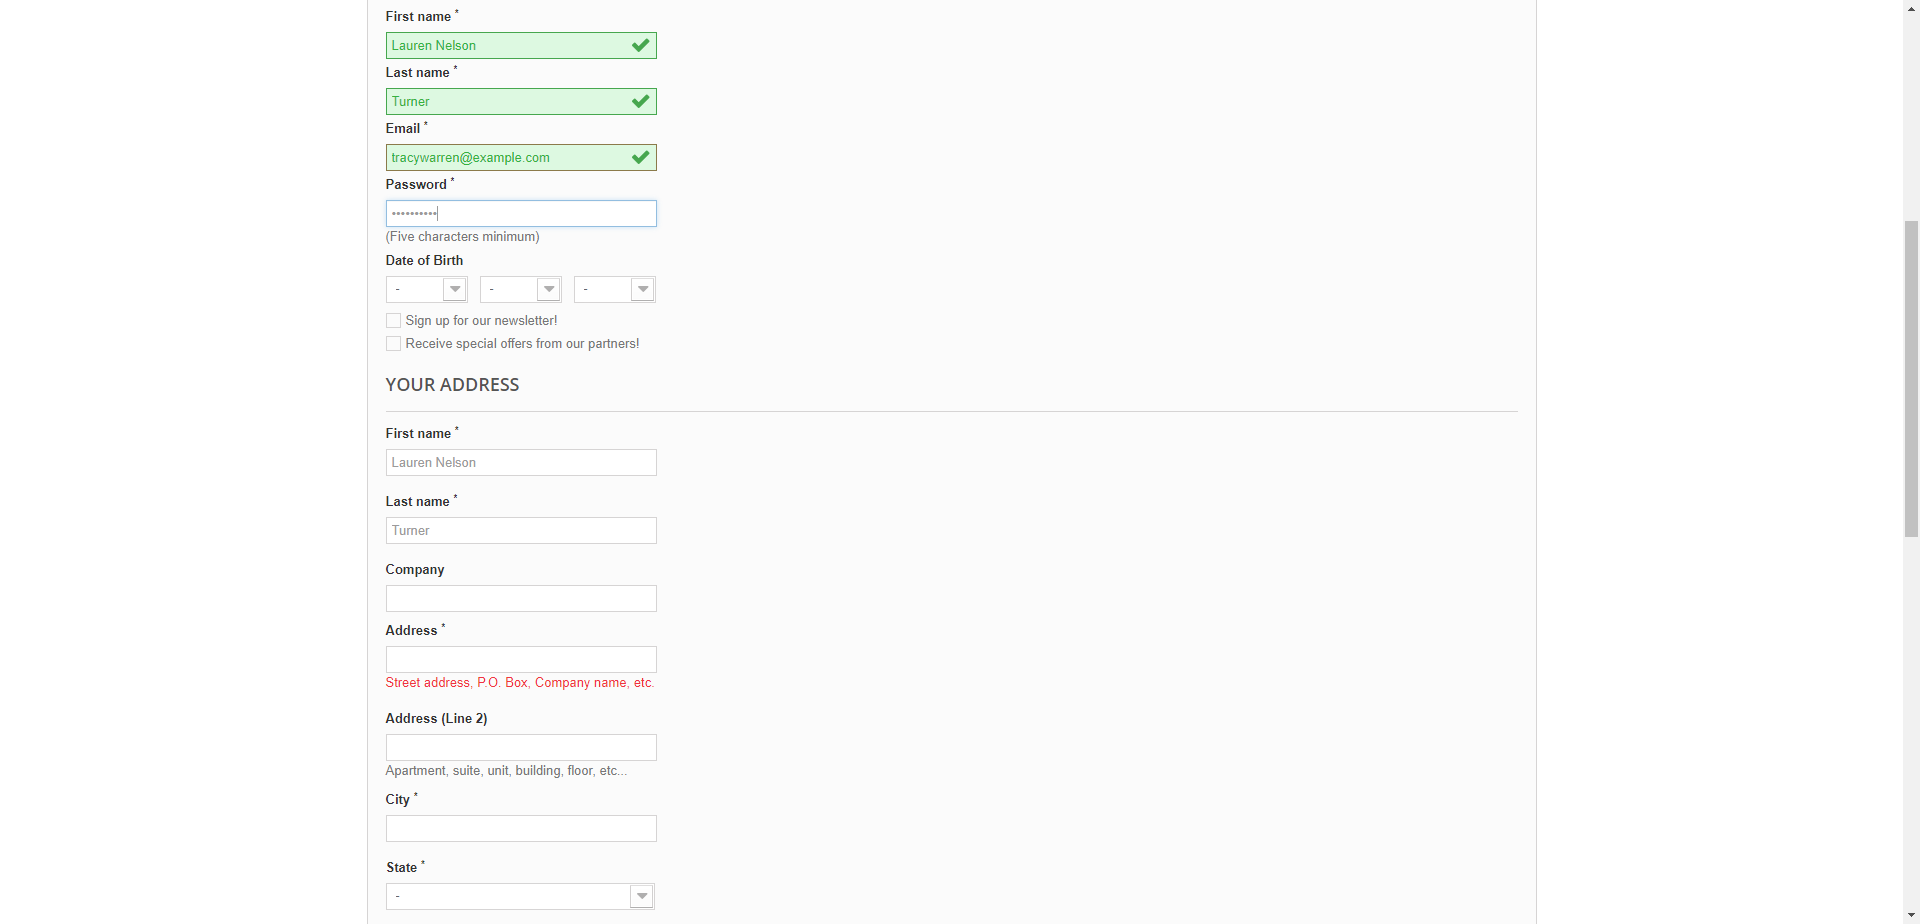 First name *
Lauren Nelson
Last name *
Turner
Email *
tracywarren@example.com
Password *
••••••••••
(Five characters minimum)
Date of Birth
- - -
Sign up for our newsletter!
Receive special offers from our partners!
YOUR ADDRESS
First name *
Lauren Nelson
Last name *
Turner
Company
Address *
Street address, P.O. Box, Company name, etc.
Address (Line 2)
Apartment, suite, unit, building, floor, etc...
City *
State *
-